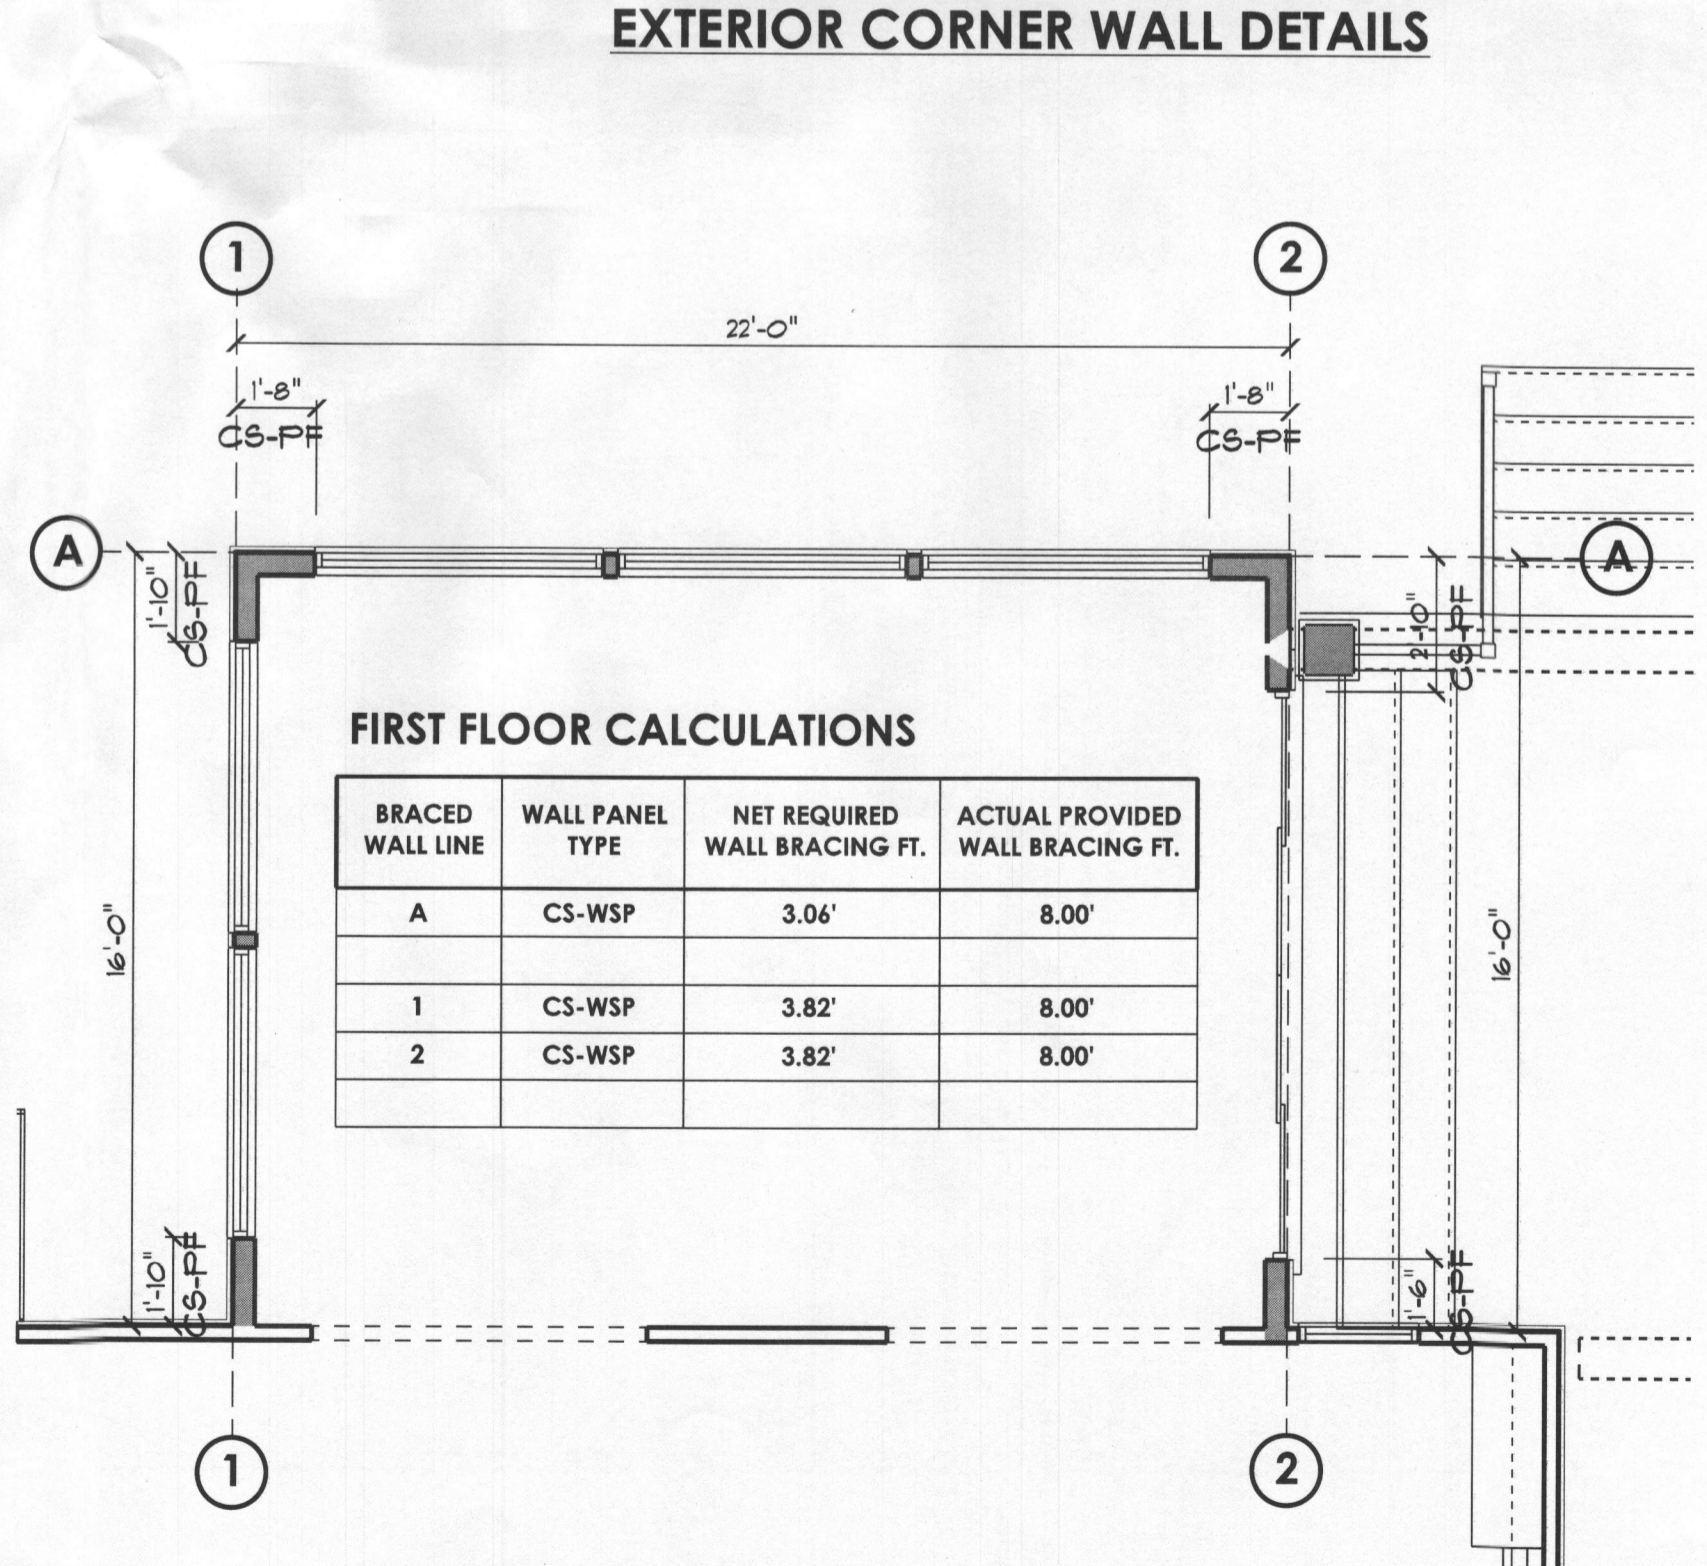 EXTERIOR CORNER WALL DETAILS
1
2
22'-0"
1'-8"
1'-8"
CS-PF
CS-PF
A
A
1'-10"
CS-PF
2'-10"
CS-PF
FIRST FLOOR CALCULATIONS
BRACED WALL PANEL NET REQUIRED ACTUAL PROVIDED
WALL LINE TYPE WALL BRACING FT. WALL BRACING FT.
A CS-WSP 3.06' 8.00'
1 CS-WSP 3.82' 8.00'
2 CS-WSP 3.82' 8.00'
16'-0"
16'-0"
1'-10"
CS-PF
1'-6"
CS-PF
1
2